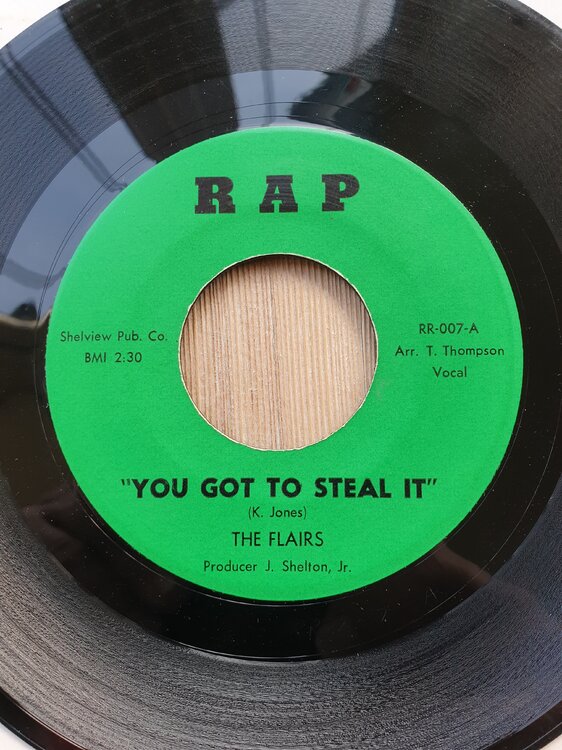 RAP
Shelview Pub. Co.
BMI 2:30
RR-007-A
Arr. T. Thompson
Vocal
"YOU GOT TO STEAL IT"
(K. Jones)
THE FLAIRS
Producer J. Shelton, Jr.